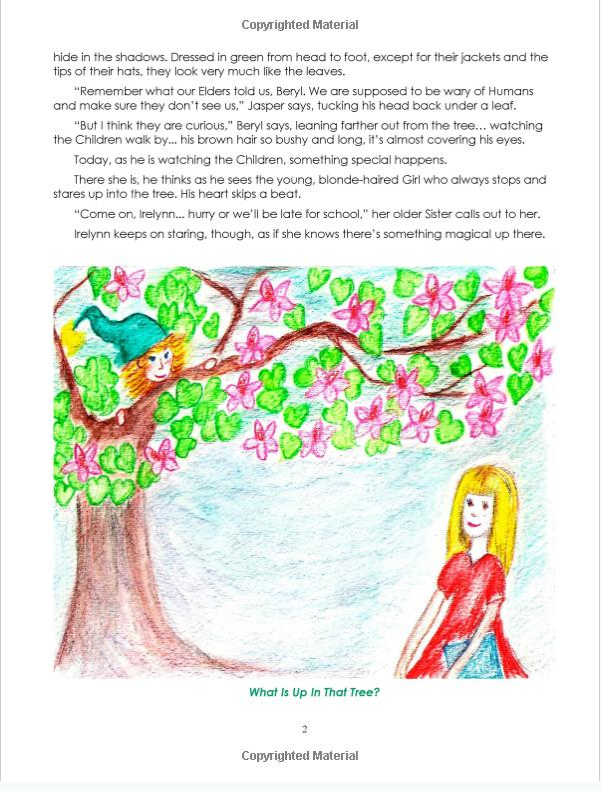 Copyrighted Material
hide in the shadows. Dressed in green from head to foot, except for their jackets and the
tips of their hats, they look very much like the leaves.
“Remember what our Elders told us, Beryl. We are supposed to be wary of Humans
and make sure they don’t see us,” Jasper says, tucking his head back under a leaf.
“But I think they are curious,” Beryl says, leaning farther out from the tree… watching
the Children walk by... his brown hair so bushy and long, it’s almost covering his eyes.
Today, as he is watching the Children, something special happens.
There she is, he thinks as he sees the young, blonde-haired Girl who always stops and
stares up into the tree. His heart skips a beat.
“Come on, Irelynn... hurry or we’ll be late for school,” her older Sister calls out to her.
Irelynn keeps on staring, though, as if she knows there’s something magical up there.
What Is Up In That Tree?
2
Copyrighted Material